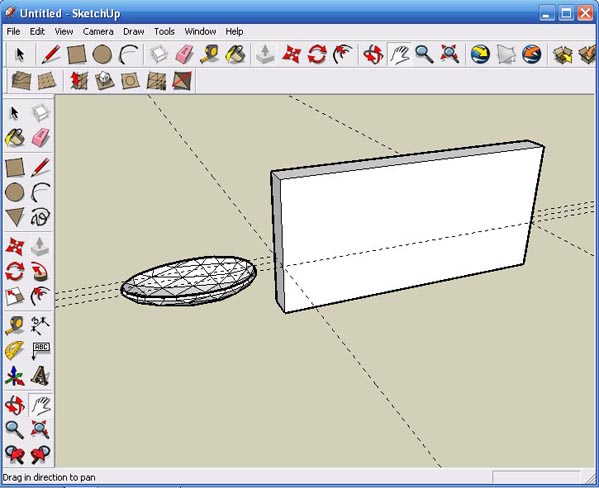 Untitled - SketchUp
File Edit View Camera Draw Tools Window Help
ABC
Drag in direction to pan